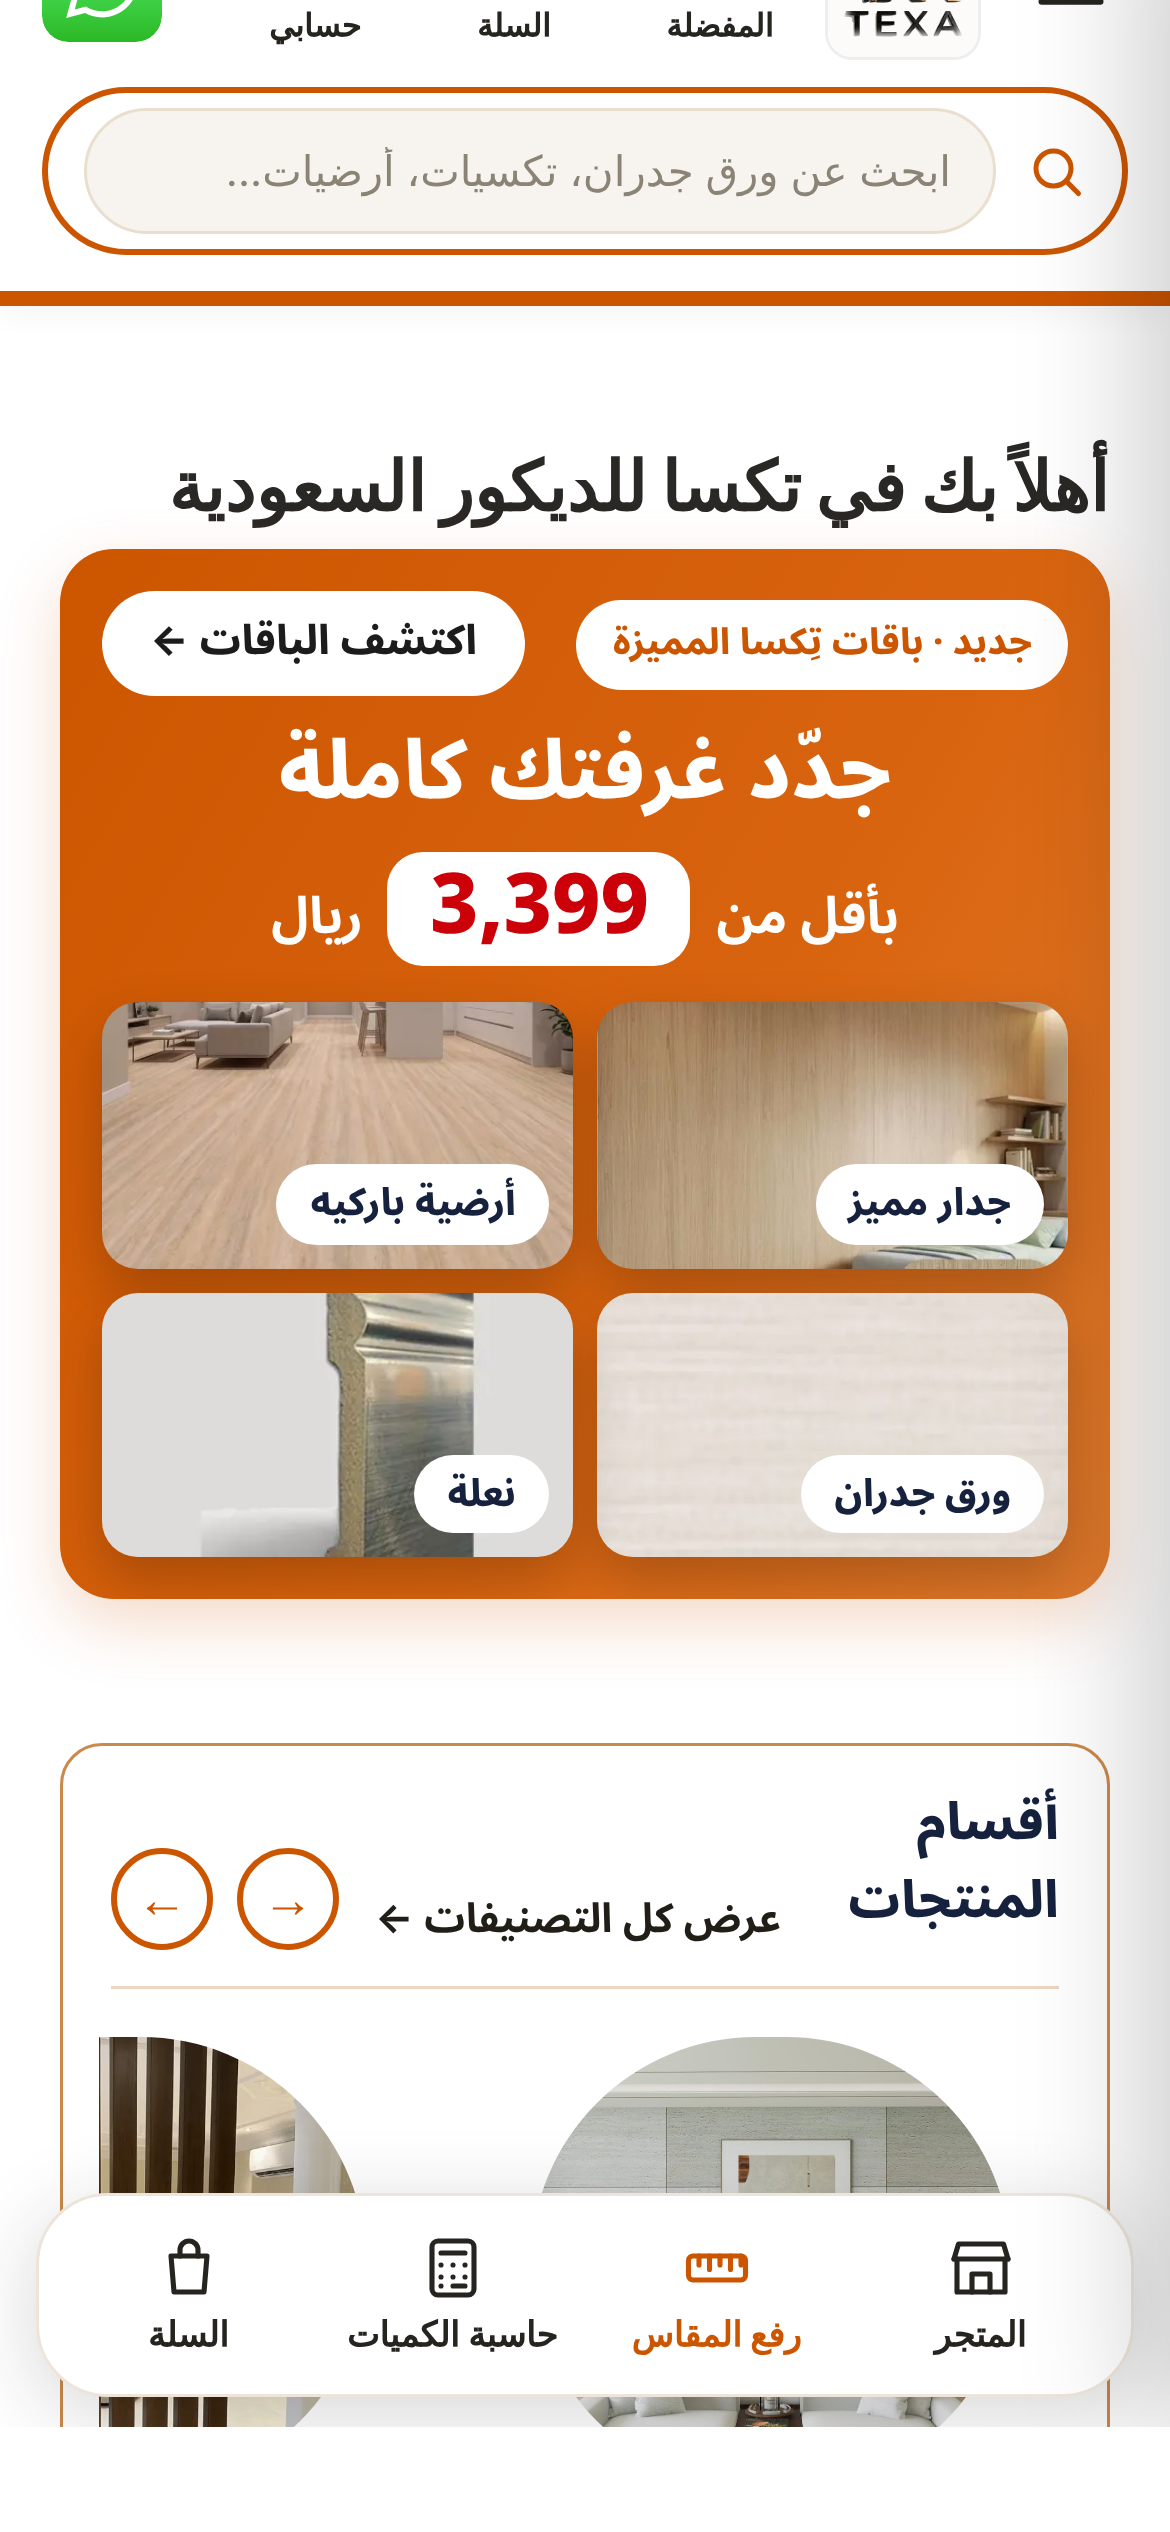 TEXA
المفضلة
السلة
حسابي
ابحث عن ورق جدران، تكسيات، أرضيات...
أهلاً بك في تكسا للديكور السعودية
جديد · باقات تِكسا المميزة
اكتشف الباقات ←
جدّد غرفتك كاملة
بأقل من 3,399 ريال
جدار مميز
أرضية باركيه
ورق جدران
نعلة
أقسام
المنتجات
عرض كل التصنيفات ←
→
←
المتجر
رفع المقاس
حاسبة الكميات
السلة